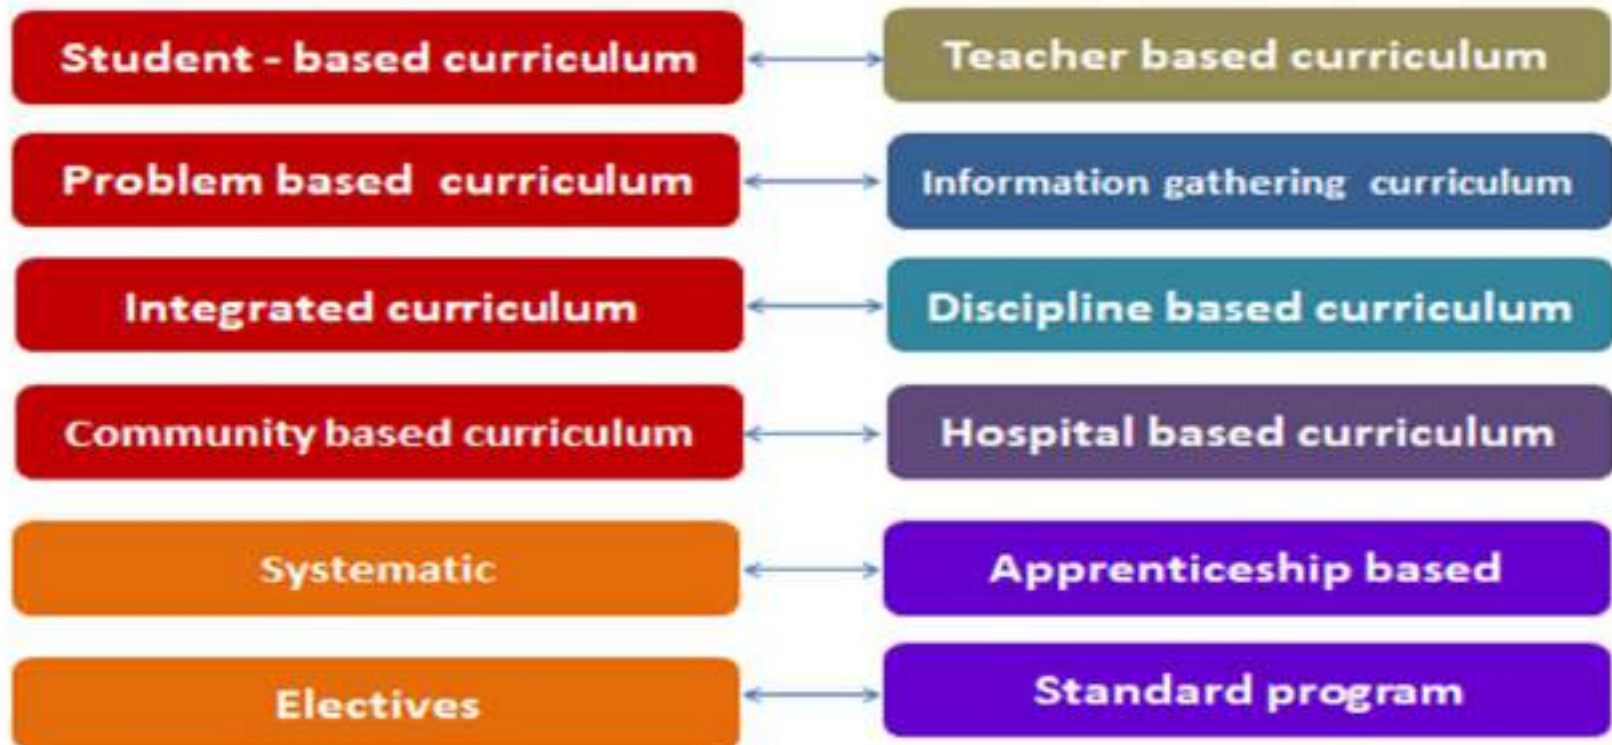 Student - based curriculum
Teacher based curriculum
Problem based curriculum
Information gathering curriculum
Integrated curriculum
Discipline based curriculum
Community based curriculum
Hospital based curriculum
Systematic
Apprenticeship based
Electives
Standard program